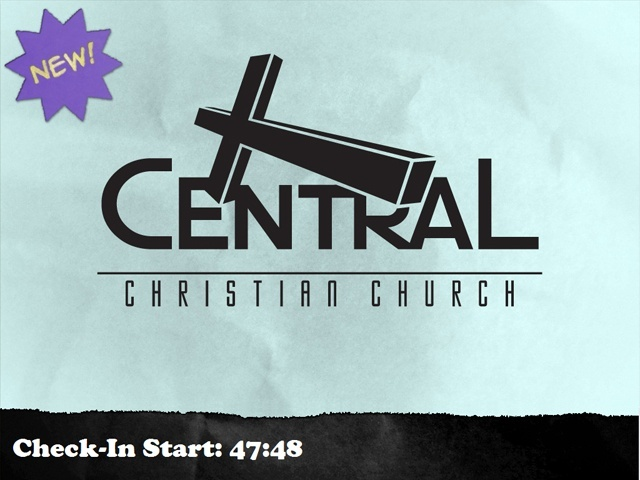 NEW!
CENTRAL
CHRISTIAN CHURCH
Check-In Start: 47:48